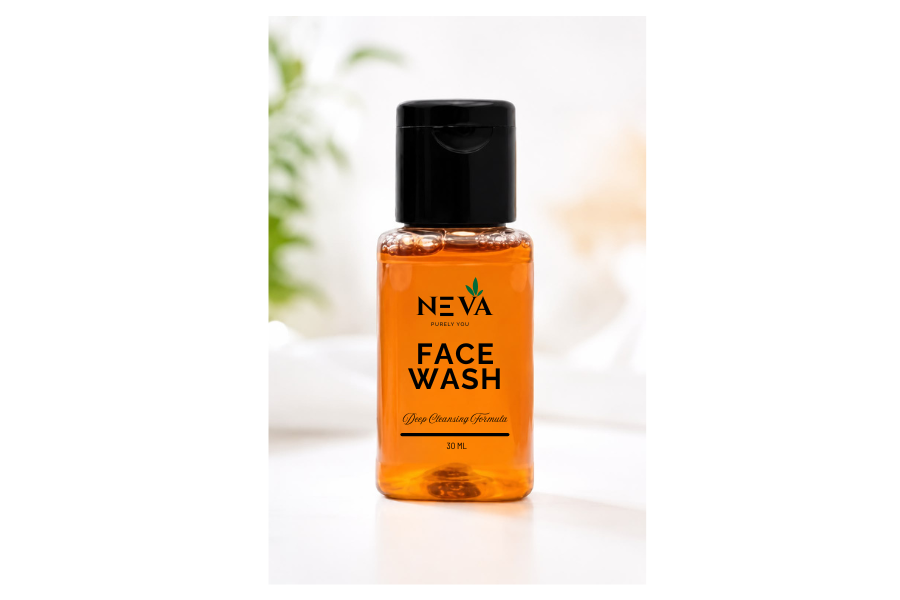 NEVA
PURELY YOU
FACE
WASH
Deep Cleansing Formula
30 ML